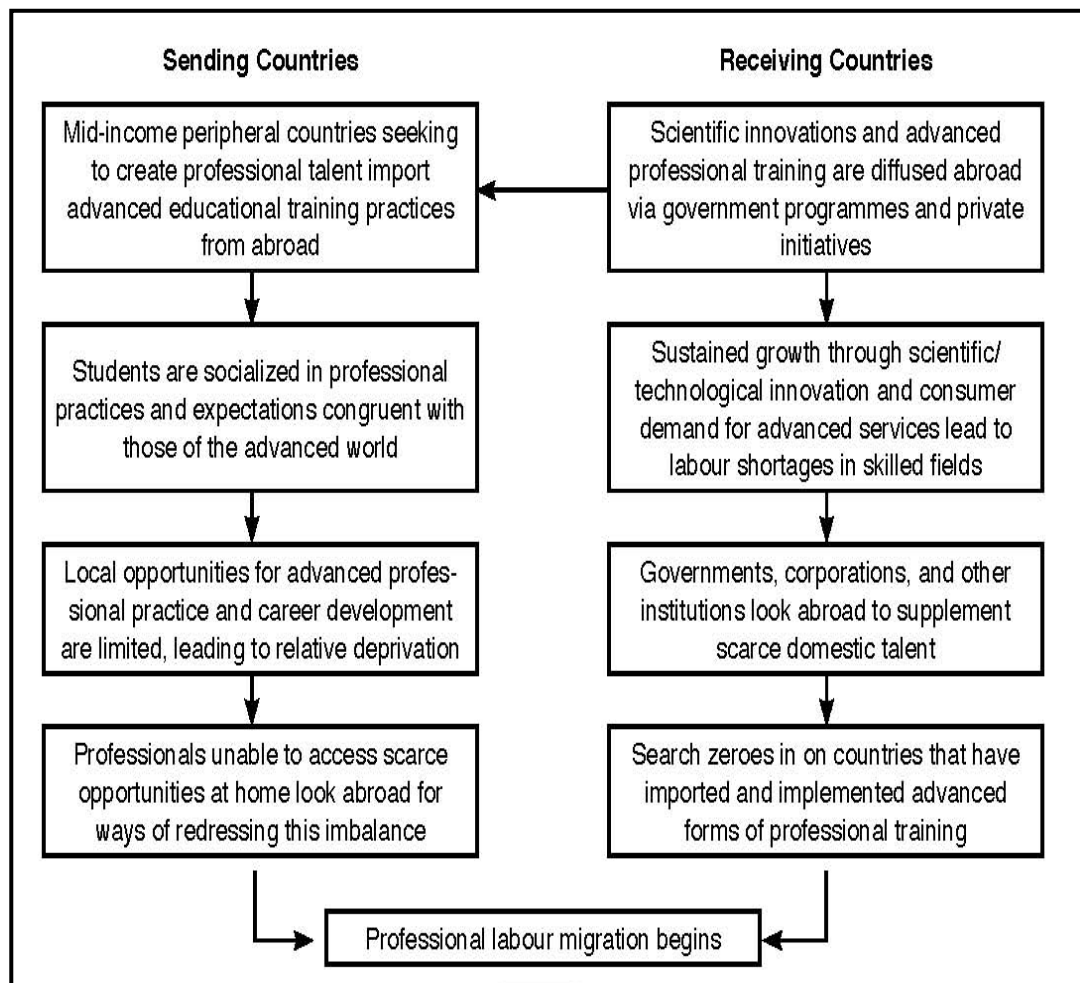 Sending Countries
Receiving Countries
Mid-income peripheral countries seeking
to create professional talent import
advanced educational training practices
from abroad
Scientific innovations and advanced
professional training are diffused abroad
via government programmes and private
initiatives
Students are socialized in professional
practices and expectations congruent with
those of the advanced world
Sustained growth through scientific/
technological innovation and consumer
demand for advanced services lead to
labour shortages in skilled fields
Local opportunities for advanced profes-
sional practice and career development
are limited, leading to relative deprivation
Governments, corporations, and other
institutions look abroad to supplement
scarce domestic talent
Professionals unable to access scarce
opportunities at home look abroad for
ways of redressing this imbalance
Search zeroes in on countries that have
imported and implemented advanced
forms of professional training
Professional labour migration begins